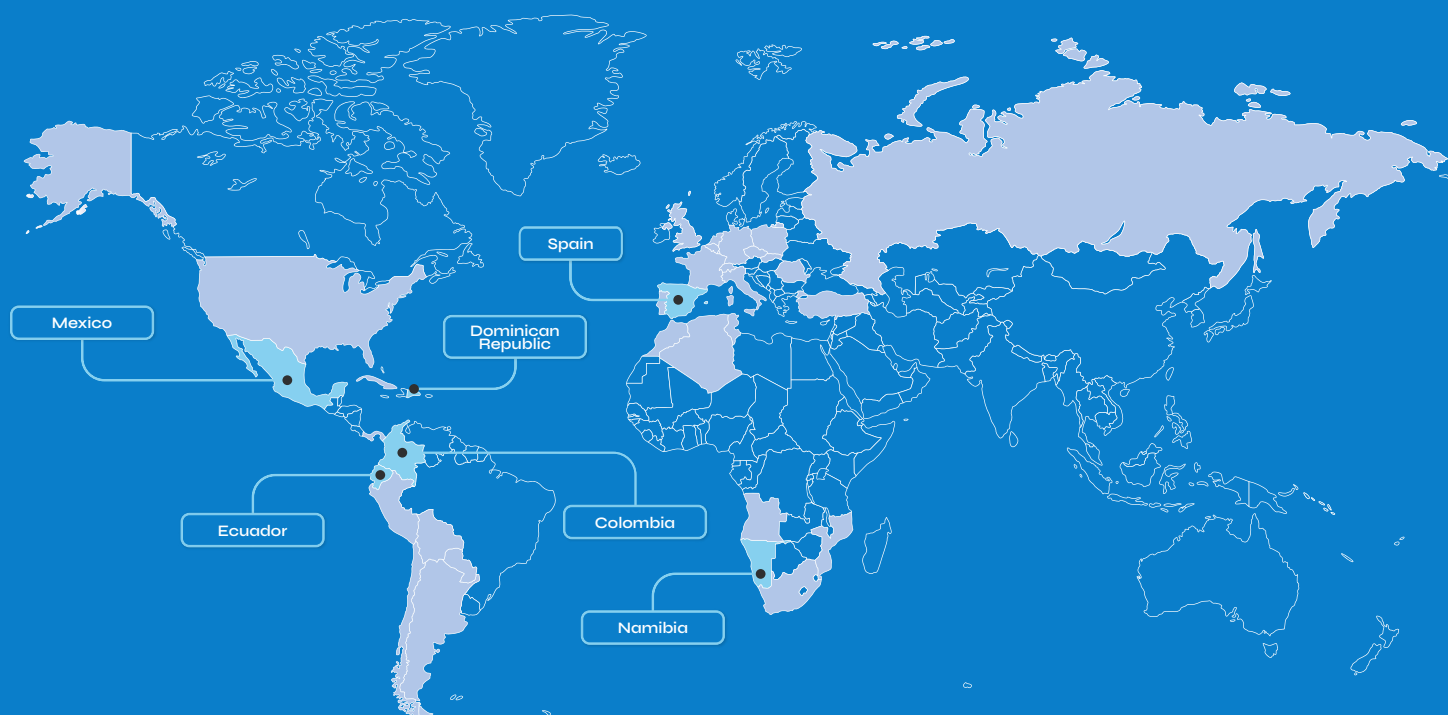 Spain
Mexico
Dominican
Republic
Ecuador
Colombia
Namibia